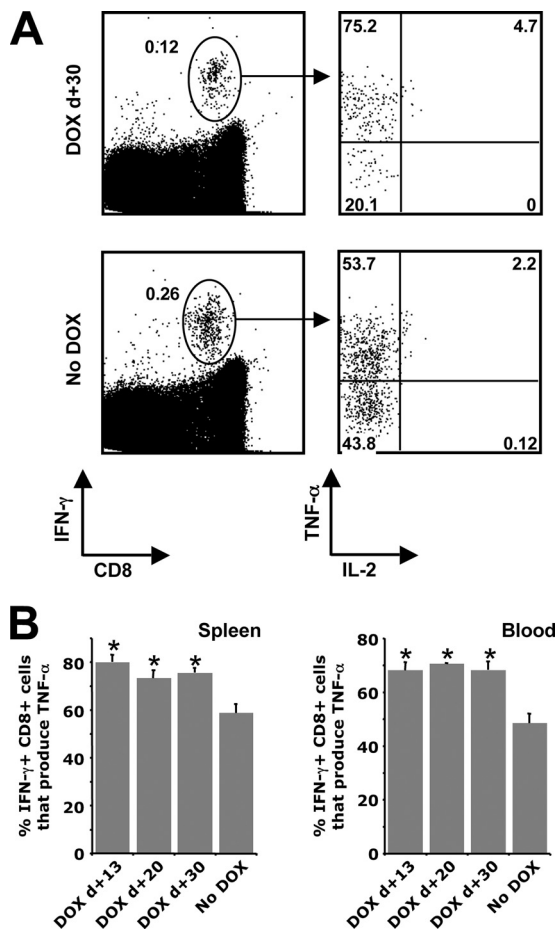 A
DOX d+30
0.12
75.2
4.7
20.1
0
No DOX
0.26
53.7
2.2
43.8
0.12
IFN-γ
CD8
TNF-α
IL-2
B
Spleen
% IFN-γ+ CD8+ cells
that produce TNF-α
100
80
60
40
20
0
*
*
*
DOX d+13
DOX d+20
DOX d+30
No DOX
Blood
% IFN-γ+ CD8+ cells
that produce TNF-α
80
60
40
20
0
*
*
*
DOX d+13
DOX d+20
DOX d+30
No DOX